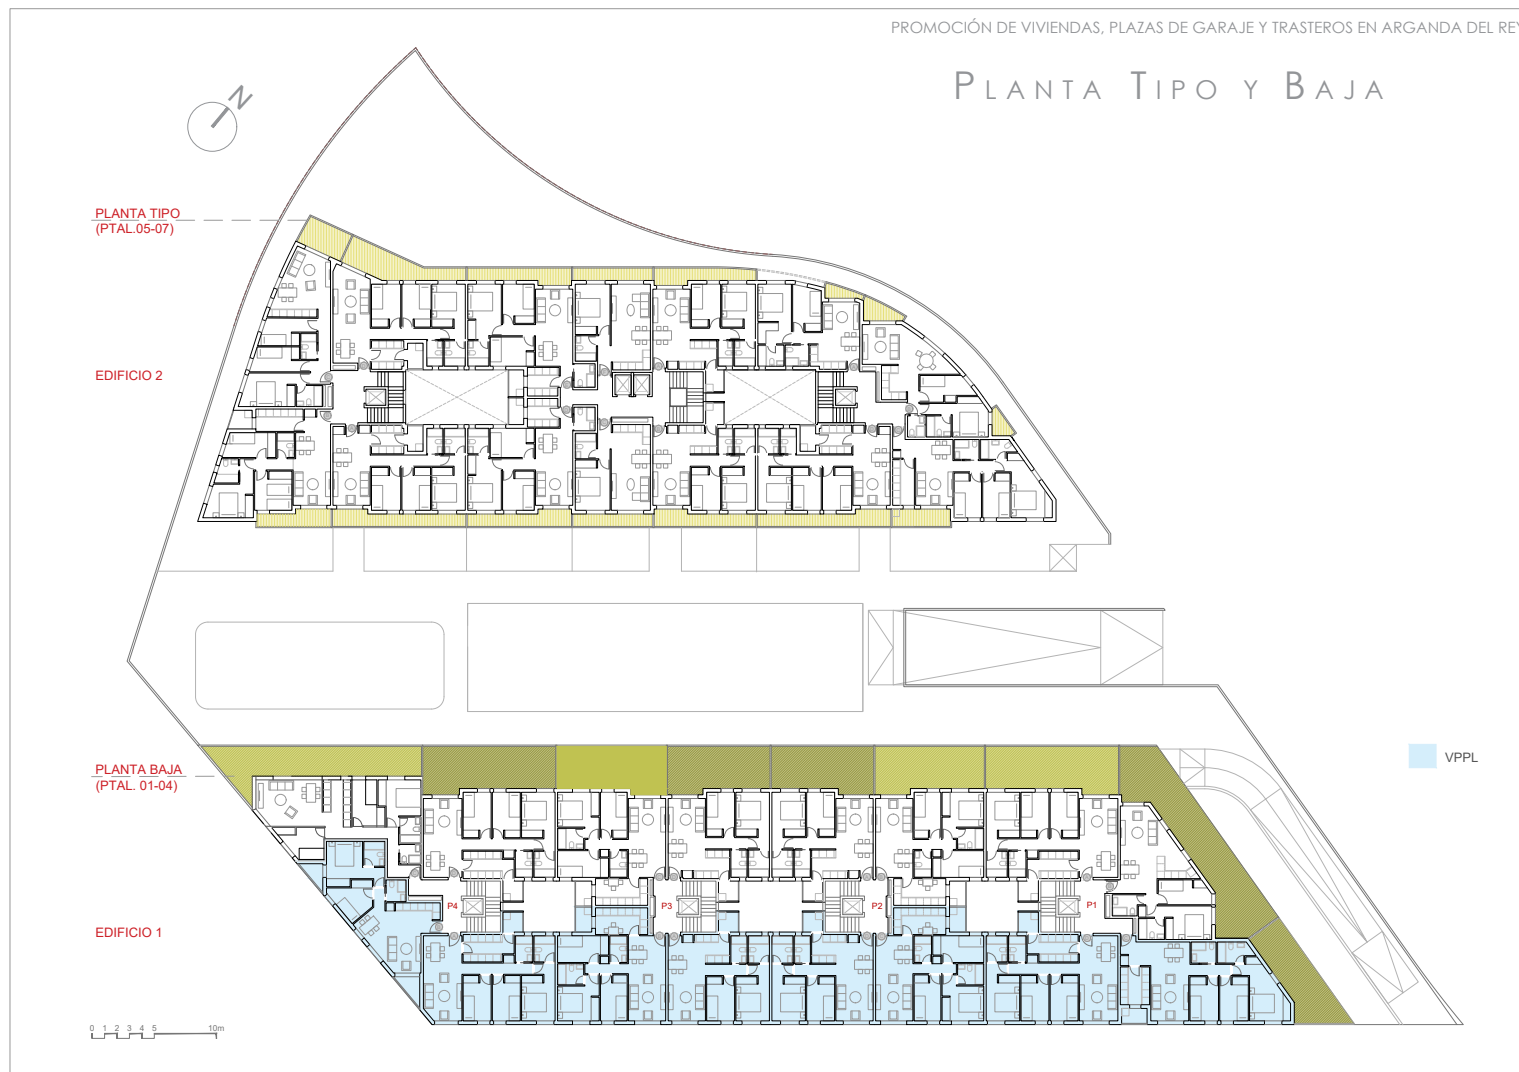 PROMOCIÓN DE VIVIENDAS, PLAZAS DE GARAJE Y TRASTEROS EN ARGANDA DEL REY
PLANTA TIPO Y BAJA
N
PLANTA TIPO
(PTAL.05-07)
EDIFICIO 2
PLANTA BAJA
(PTAL. 01-04)
VPPL
P4
P3
P2
P1
EDIFICIO 1
0 1 2 3 4 5 10m